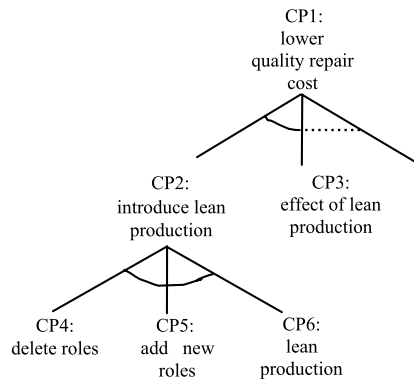 CP1:
lower
quality repair
cost
CP2:
introduce lean
production
CP3:
effect of lean
production
CP4:
delete roles
CP5:
add new
roles
CP6:
lean
production